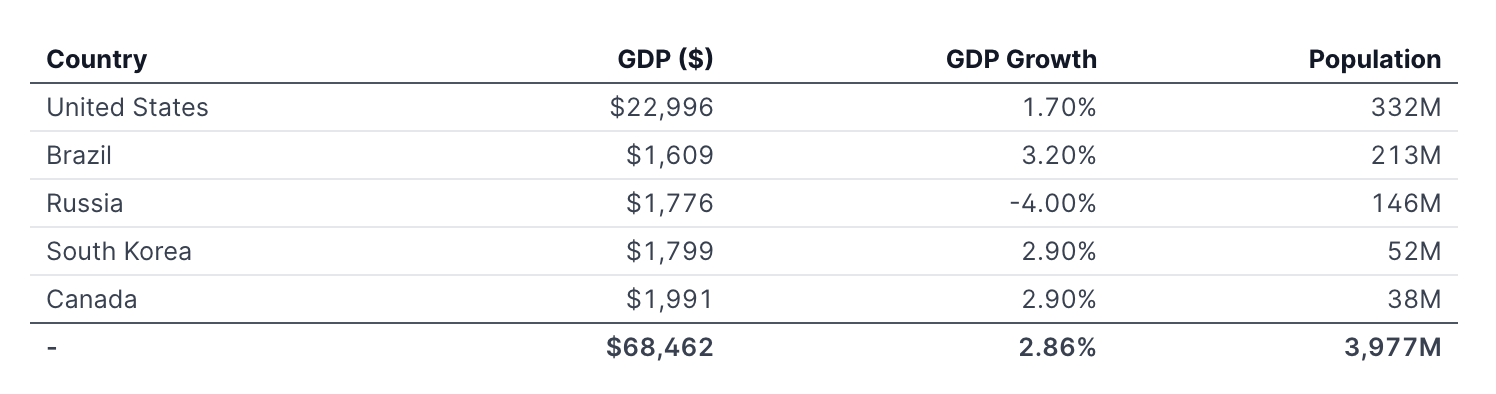 Country GDP ($) GDP Growth Population
United States $22,996 1.70% 332M
Brazil $1,609 3.20% 213M
Russia $1,776 -4.00% 146M
South Korea $1,799 2.90% 52M
Canada $1,991 2.90% 38M
- $68,462 2.86% 3,977M